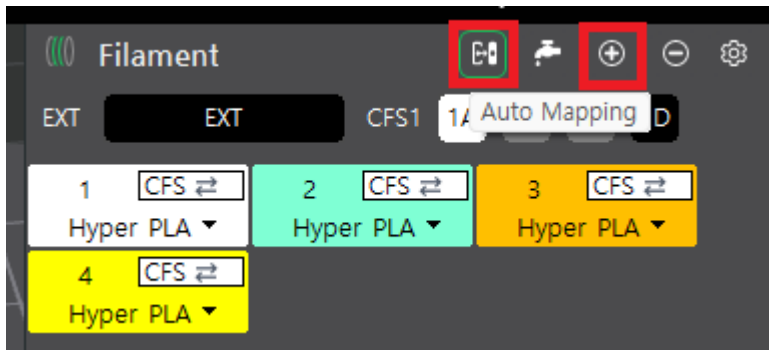 Filament
EXT EXT CFS1 1A Auto Mapping D
1 CFS ⇄ 2 CFS ⇄ 3 CFS ⇄
Hyper PLA Hyper PLA Hyper PLA
4 CFS ⇄
Hyper PLA